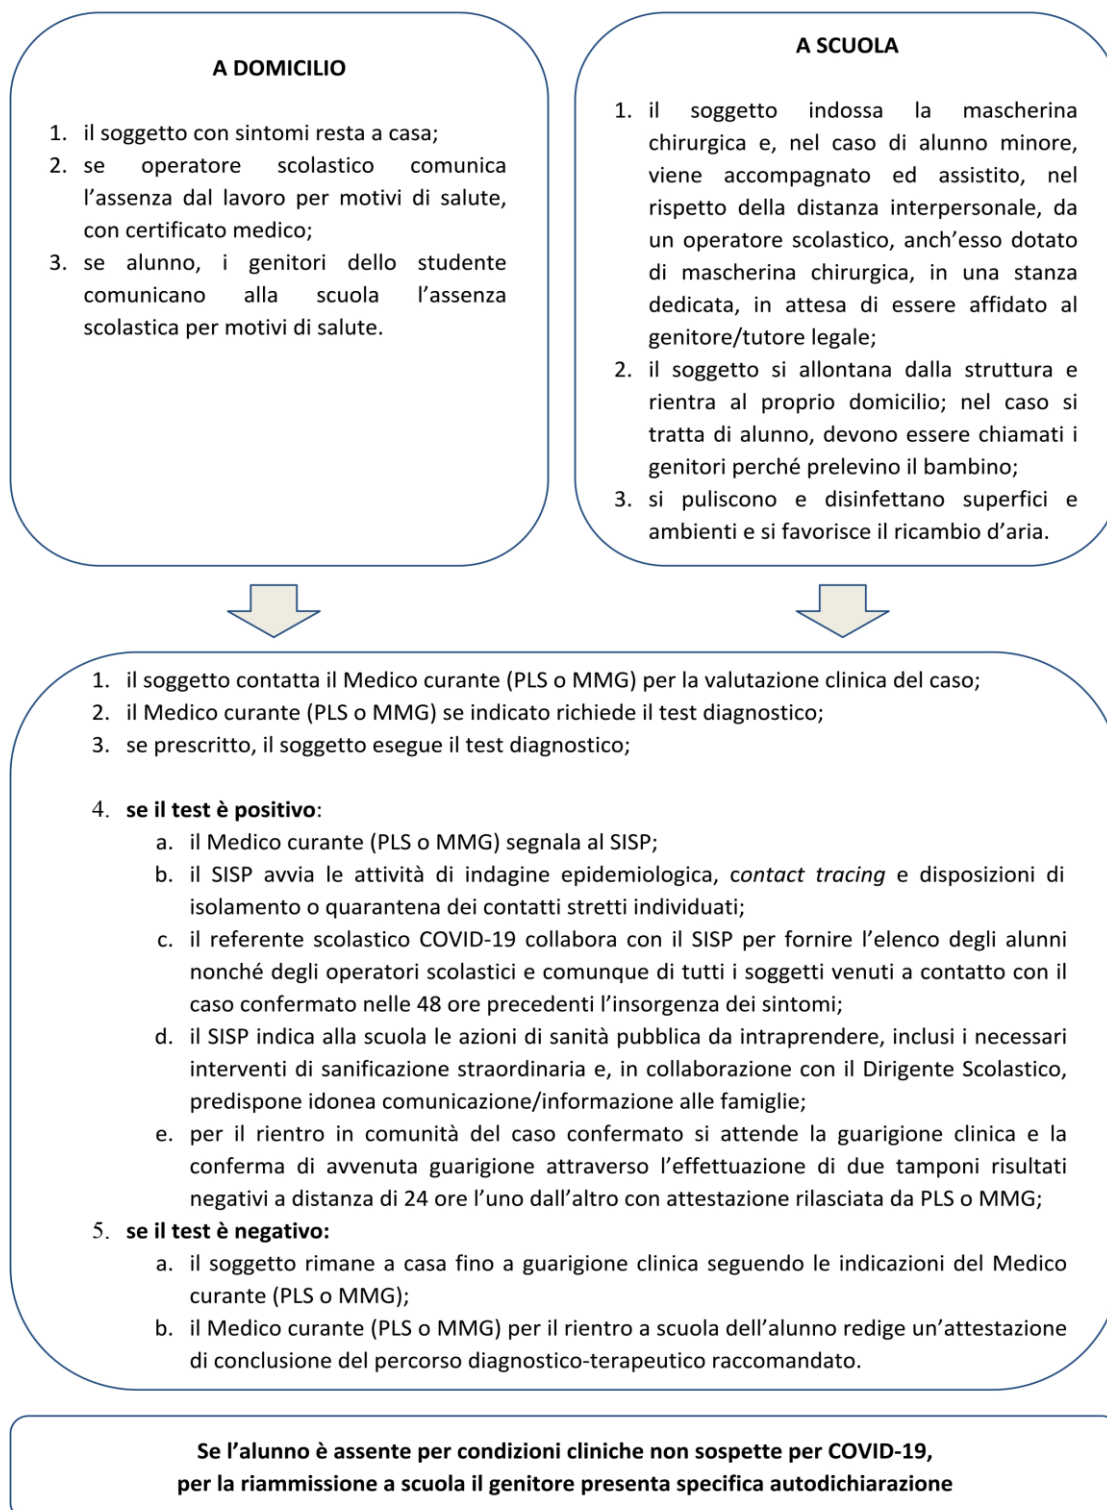 A DOMICILIO
1. il soggetto con sintomi resta a casa;
2. se operatore scolastico comunica
l’assenza dal lavoro per motivi di salute,
con certificato medico;
3. se alunno, i genitori dello studente
comunicano alla scuola l’assenza
scolastica per motivi di salute.
A SCUOLA
1. il soggetto indossa la mascherina
chirurgica e, nel caso di alunno minore,
viene accompagnato ed assistito, nel
rispetto della distanza interpersonale, da
un operatore scolastico, anch’esso dotato
di mascherina chirurgica, in una stanza
dedicata, in attesa di essere affidato al
genitore/tutore legale;
2. il soggetto si allontana dalla struttura e
rientra al proprio domicilio; nel caso si
tratta di alunno, devono essere chiamati i
genitori perché prelevino il bambino;
3. si puliscono e disinfettano superfici e
ambienti e si favorisce il ricambio d’aria.
1. il soggetto contatta il Medico curante (PLS o MMG) per la valutazione clinica del caso;
2. il Medico curante (PLS o MMG) se indicato richiede il test diagnostico;
3. se prescritto, il soggetto esegue il test diagnostico;
4. se il test è positivo:
a. il Medico curante (PLS o MMG) segnala al SISP;
b. il SISP avvia le attività di indagine epidemiologica, contact tracing e disposizioni di
isolamento o quarantena dei contatti stretti individuati;
c. il referente scolastico COVID-19 collabora con il SISP per fornire l’elenco degli alunni
nonché degli operatori scolastici e comunque di tutti i soggetti venuti a contatto con il
caso confermato nelle 48 ore precedenti l’insorgenza dei sintomi;
d. il SISP indica alla scuola le azioni di sanità pubblica da intraprendere, inclusi i necessari
interventi di sanificazione straordinaria e, in collaborazione con il Dirigente Scolastico,
predispone idonea comunicazione/informazione alle famiglie;
e. per il rientro in comunità del caso confermato si attende la guarigione clinica e la
conferma di avvenuta guarigione attraverso l’effettuazione di due tamponi risultati
negativi a distanza di 24 ore l’uno dall’altro con attestazione rilasciata da PLS o MMG;
5. se il test è negativo:
a. il soggetto rimane a casa fino a guarigione clinica seguendo le indicazioni del Medico
curante (PLS o MMG);
b. il Medico curante (PLS o MMG) per il rientro a scuola dell’alunno redige un’attestazione
di conclusione del percorso diagnostico-terapeutico raccomandato.
Se l’alunno è assente per condizioni cliniche non sospette per COVID-19,
per la riammissione a scuola il genitore presenta specifica autodichiarazione